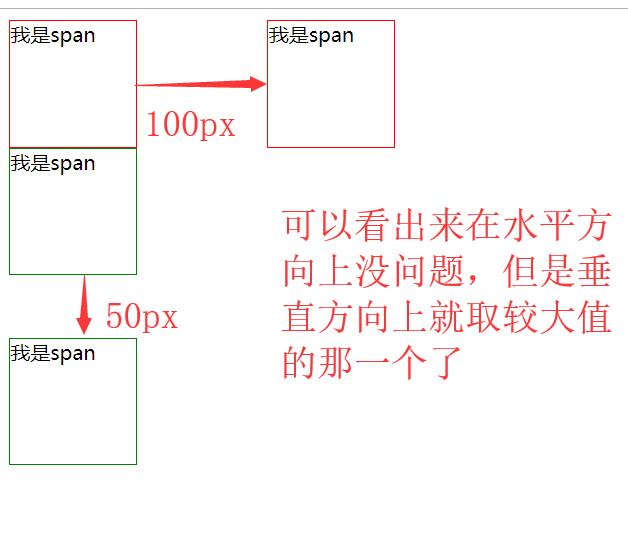 我是span
我是span
100px
我是span
可以看出来在水平方
向上没问题，但是垂
直方向上就取较大值
的那一个了
50px
我是span